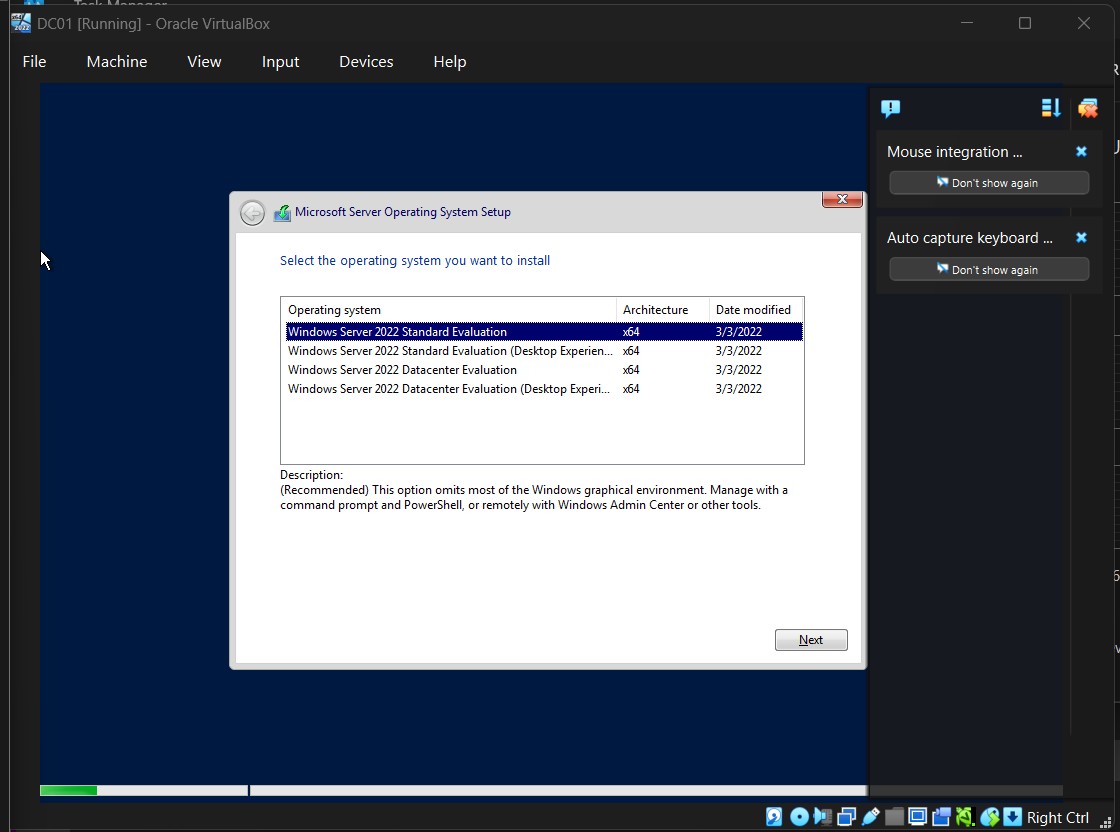 Task Manager
DC01 [Running] - Oracle VirtualBox
File Machine View Input Devices Help
Mouse integration ...
Don't show again
Auto capture keyboard ...
Don't show again
Microsoft Server Operating System Setup
Select the operating system you want to install
Operating system Architecture Date modified
Windows Server 2022 Standard Evaluation x64 3/3/2022
Windows Server 2022 Standard Evaluation (Desktop Experien... x64 3/3/2022
Windows Server 2022 Datacenter Evaluation x64 3/3/2022
Windows Server 2022 Datacenter Evaluation (Desktop Experi... x64 3/3/2022
Description:
(Recommended) This option omits most of the Windows graphical environment. Manage with a
command prompt and PowerShell, or remotely with Windows Admin Center or other tools.
Next
Right Ctrl